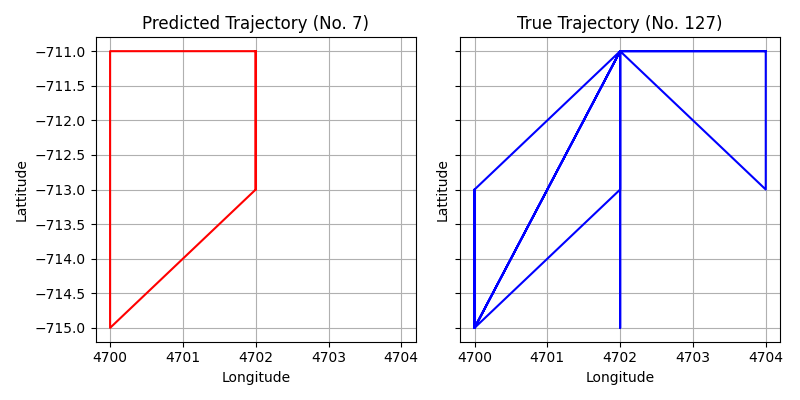 Predicted Trajectory (No. 7)
Lattitude
−711.0
−711.5
−712.0
−712.5
−713.0
−713.5
−714.0
−714.5
−715.0
4700 4701 4702 4703 4704
Longitude
True Trajectory (No. 127)
Lattitude
4700 4701 4702 4703 4704
Longitude